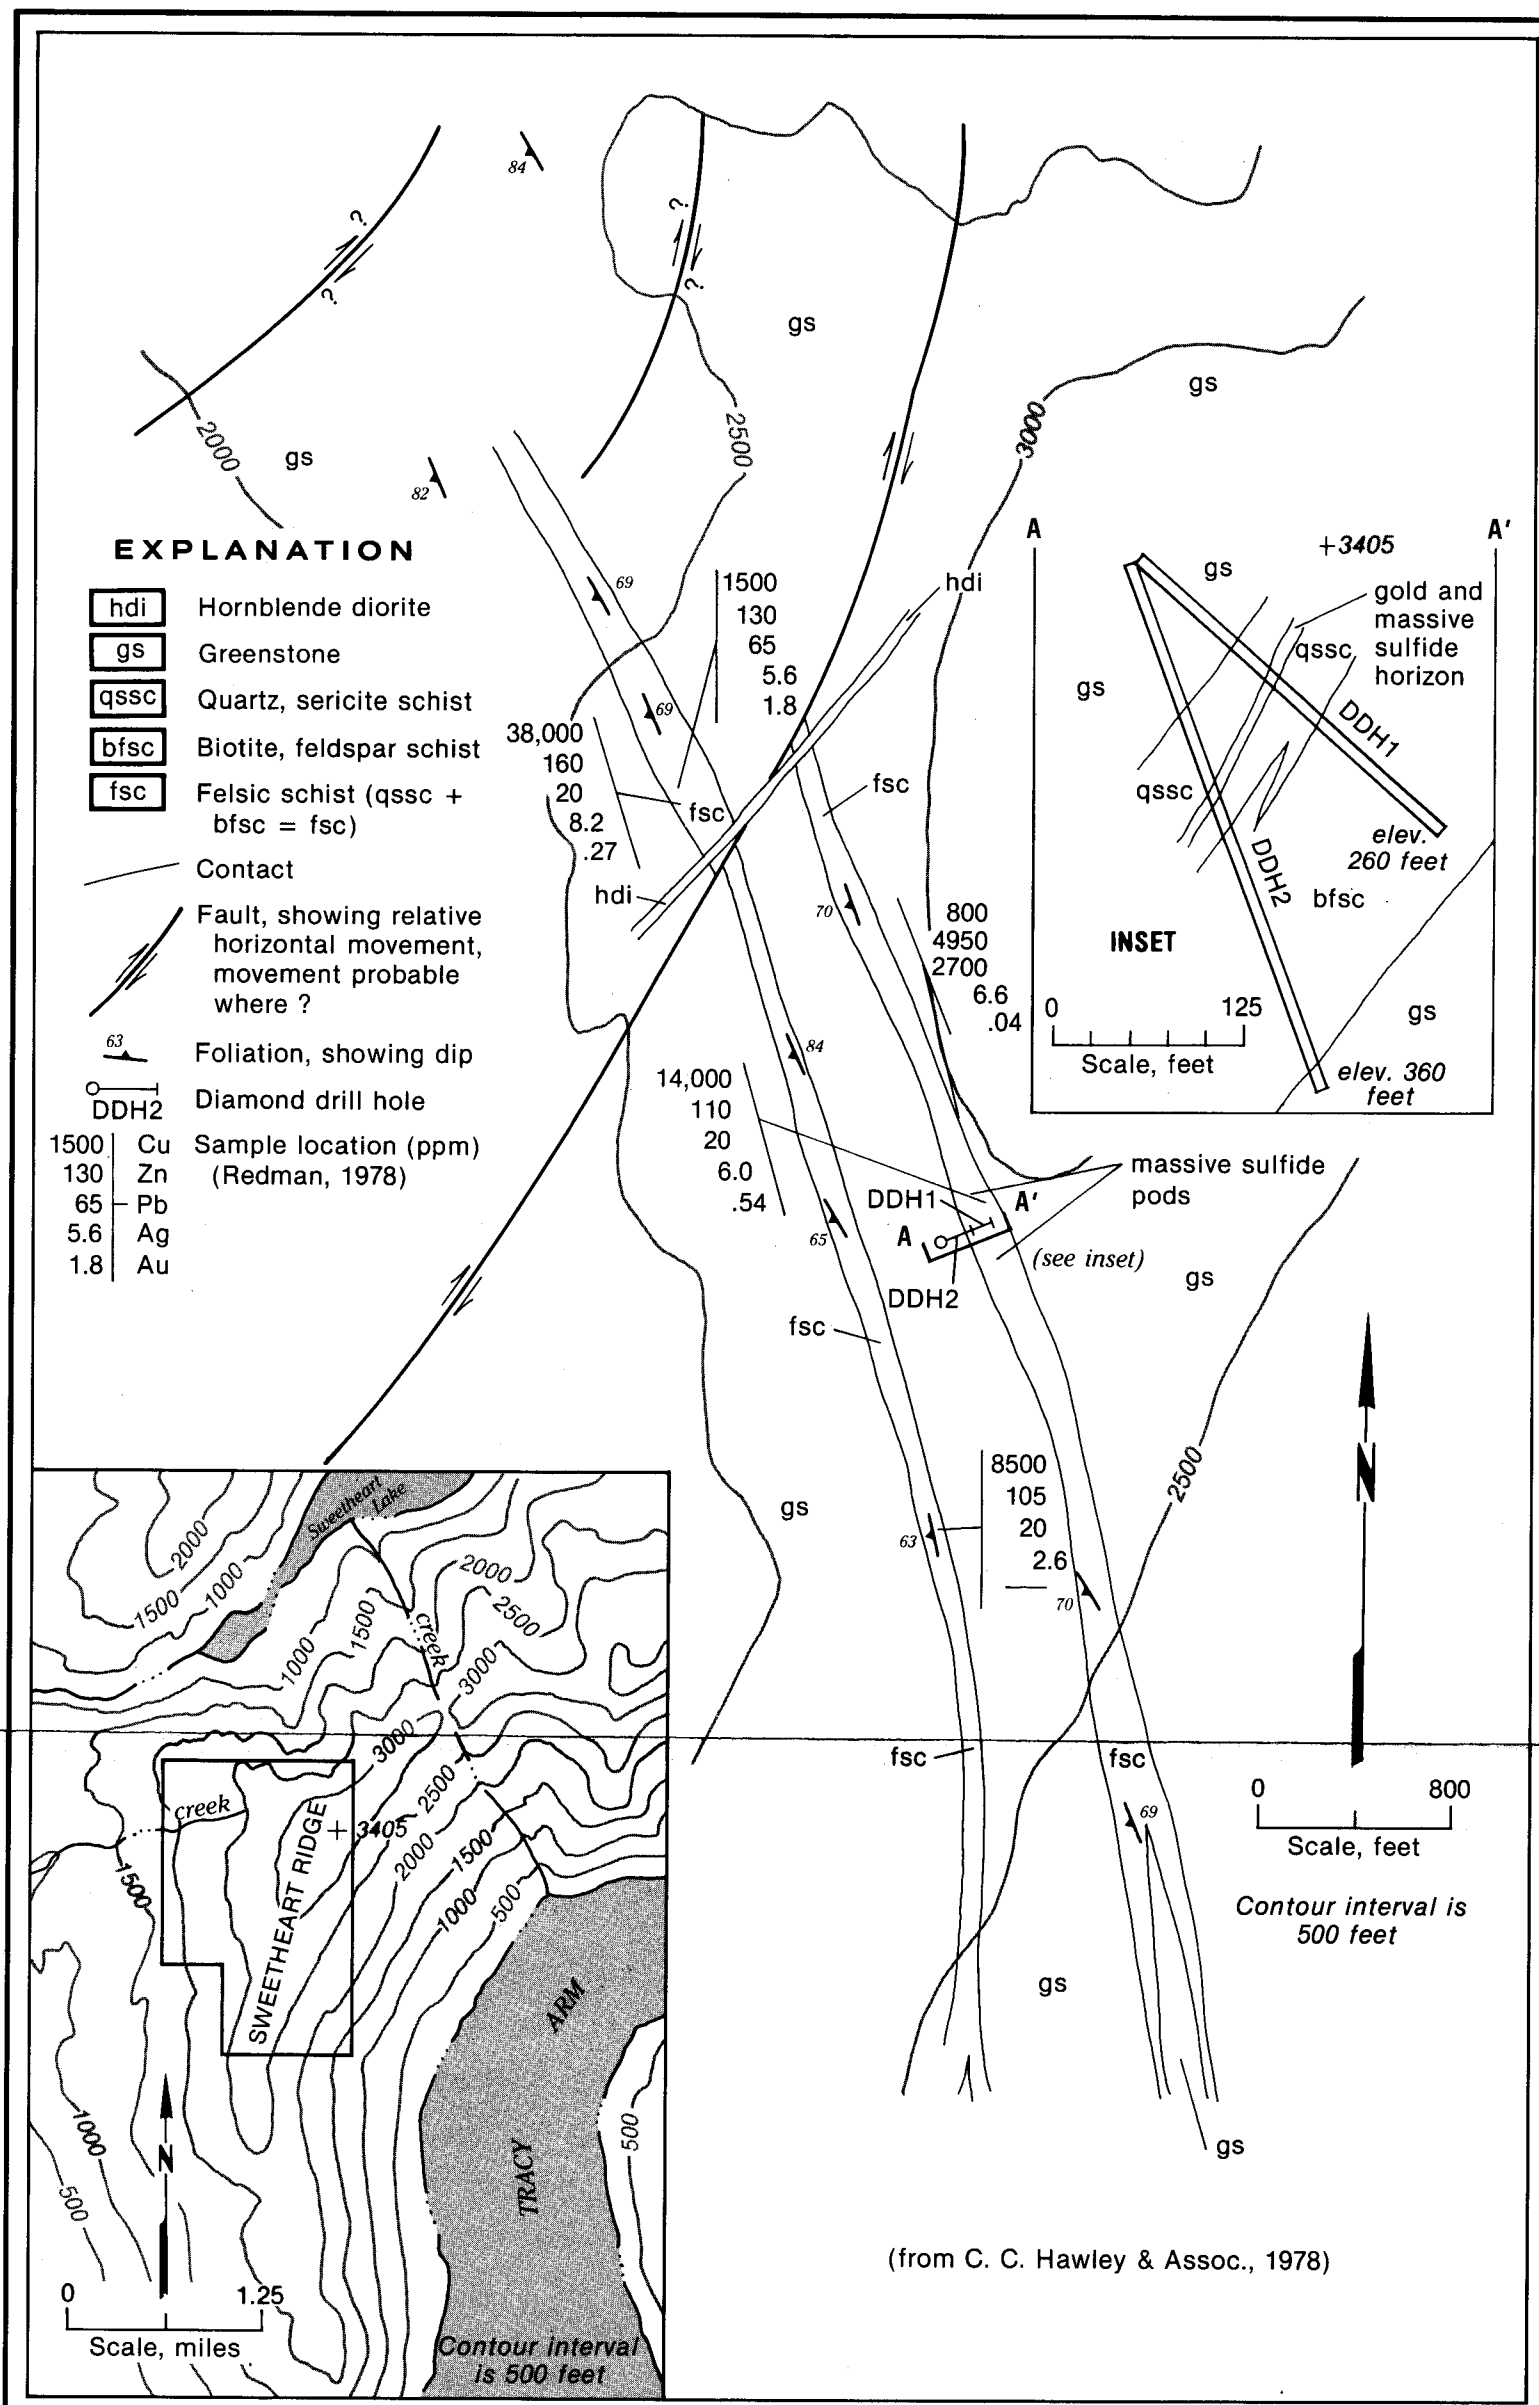 84
?
?
?
?
gs
gs
2000
gs
2500
3000
82
EXPLANATION
hdi Hornblende diorite
gs Greenstone
qssc Quartz, sericite schist
bfsc Biotite, feldspar schist
fsc Felsic schist (qssc +
bfsc = fsc)
Contact
Fault, showing relative
horizontal movement,
movement probable
where ?
63 Foliation, showing dip
DDH2 Diamond drill hole
1500 Cu Sample location (ppm)
130 Zn (Redman, 1978)
65 Pb
5.6 Ag
1.8 Au
69
1500
130
65
5.6
1.8
hdi
69
38,000
160
20
8.2
.27
fsc
fsc
hdi
70
800
4950
2700
6.6
.04
84
14,000
110
20
6.0
.54
65
massive sulfide
pods
DDH1
A
A'
(see inset)
DDH2
gs
fsc
2500
gs
8500
105
20
2.6
63
70
fsc
fsc
69
gs
gs
A
A'
+3405
gs
gold and
massive
sulfide
horizon
qssc
gs
DDH1
qssc
elev.
260 feet
DDH2
bfsc
INSET
0 125
Scale, feet
gs
elev. 360
feet
N
0 800
Scale, feet
Contour interval is
500 feet
(from C. C. Hawley & Assoc., 1978)
Sweetheart
Lake
2000
1500
1000
2000
2500
1500
creek
1000
3000
3000
2500
creek
+ 3405
2000
1500
1500
1000
500
SWEETHEART RIDGE
ARM
TRACY
1000
500
500
N
0 1.25
Scale, miles
Contour interval
is 500 feet